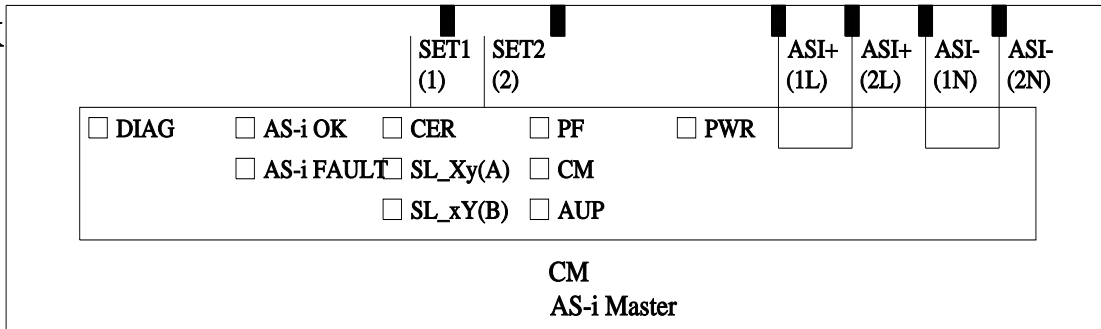 SET1 SET2 ASI+ ASI+ ASI- ASI-
(1) (2) (1L) (2L) (1N) (2N)
DIAG AS-i OK CER PF PWR
AS-i FAULT SL_Xy(A) CM
SL_xY(B) AUP
CM
AS-i Master